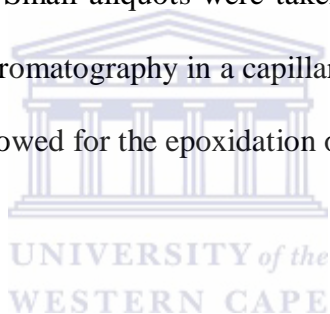 Small aliquots were take
romatography in a capillar
owed for the epoxidation o
UNIVERSITY of the
WESTERN CAPE